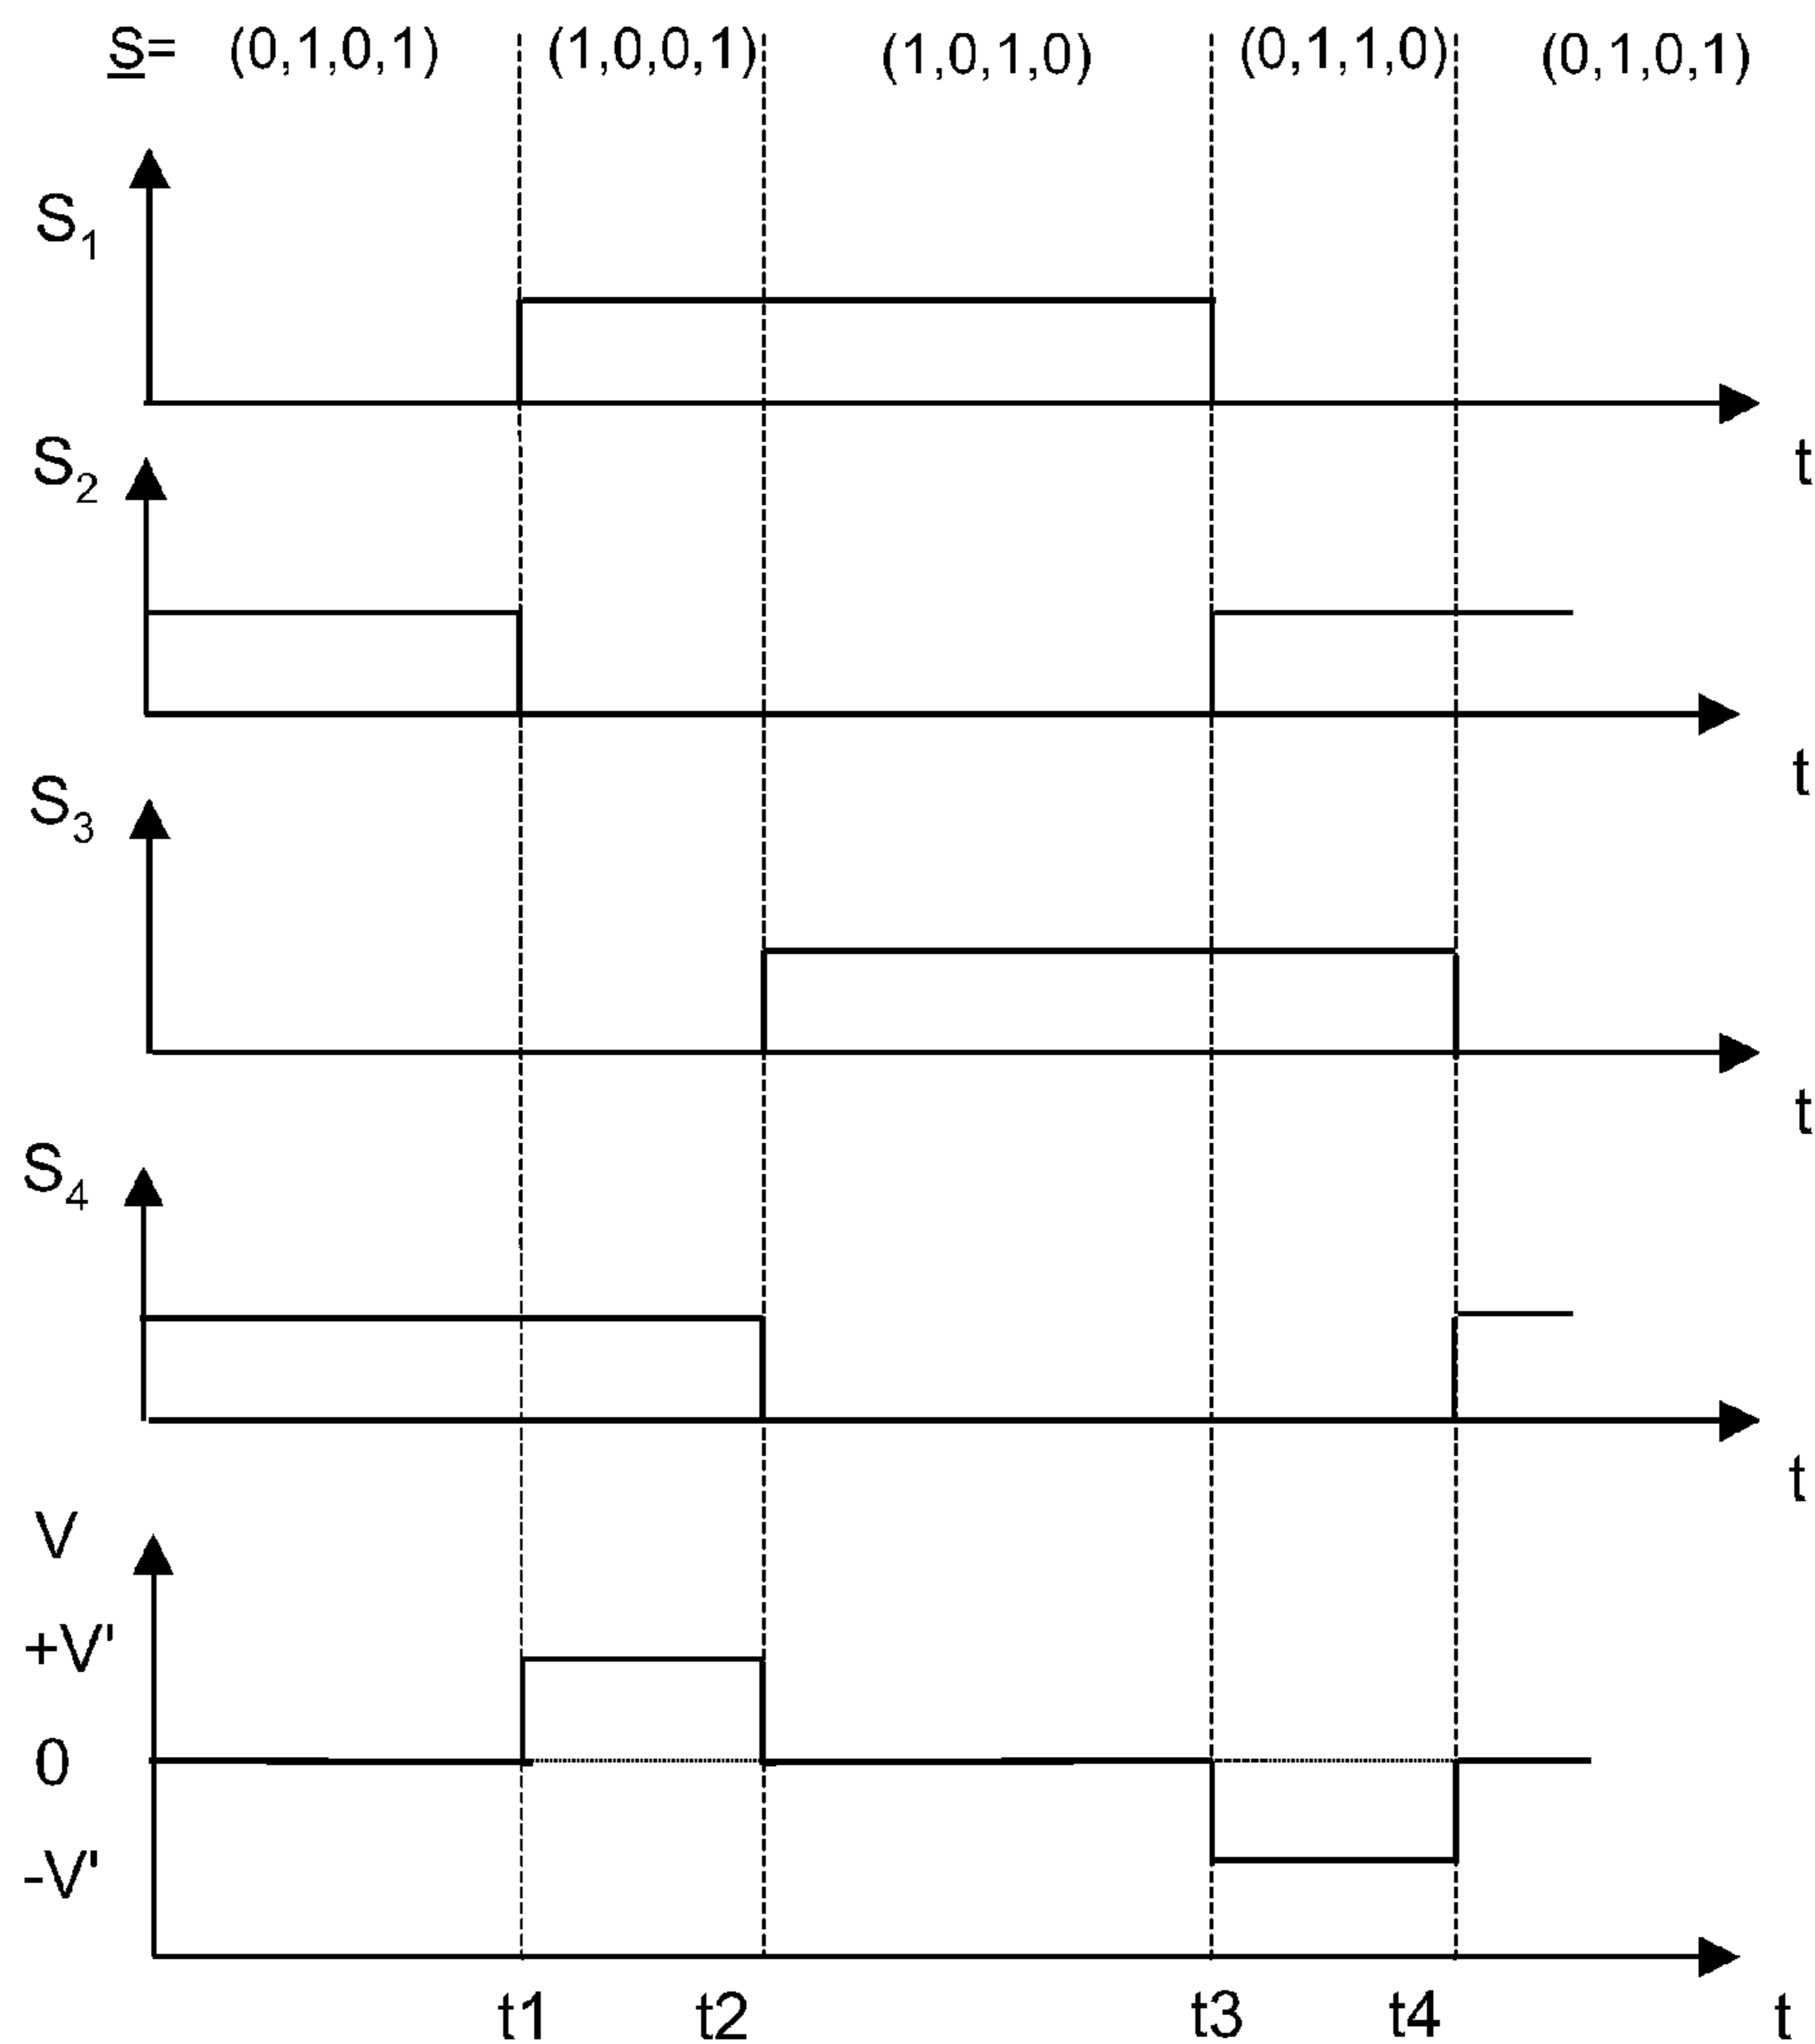 S= (0,1,0,1) (1,0,0,1) (1,0,1,0) (0,1,1,0) (0,1,0,1)
S1
t
S2
t
S3
t
S4
t
V
+V'
0
-V'
t1 t2 t3 t4 t